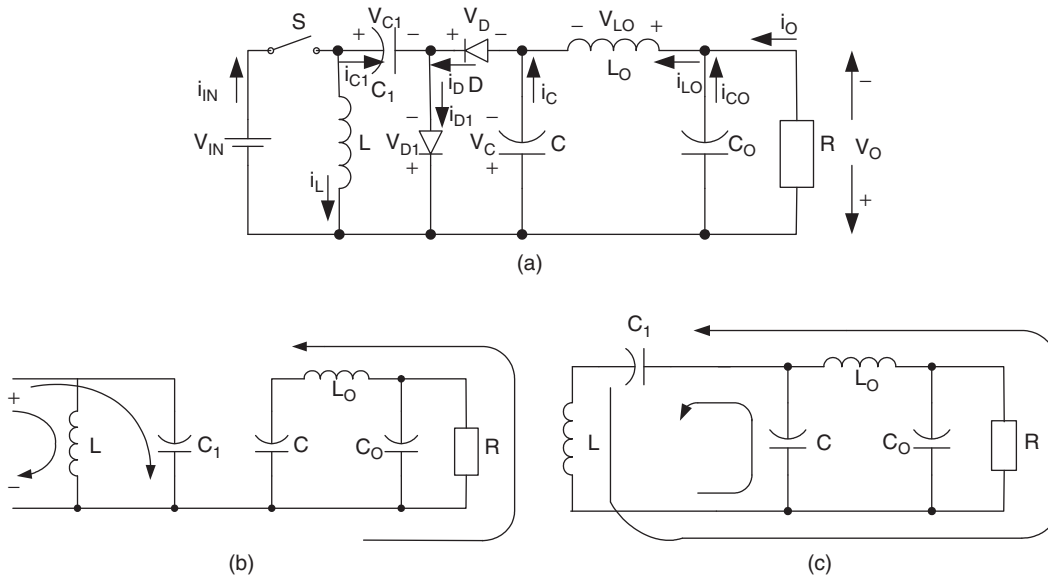 S
+ V_C1 −
+ V_D −
− V_LO +
i_O
i_IN
i_C1
C_1
i_D D
i_C
L_O
i_LO
i_CO
−
V_IN
L
−
i_D1
V_D1
+
−
V_C
+
C
C_O
R
V_O
i_L
+
(a)
+
−
L
C_1
C
L_O
C_O
R
(b)
C_1
L
C
L_O
C_O
R
(c)